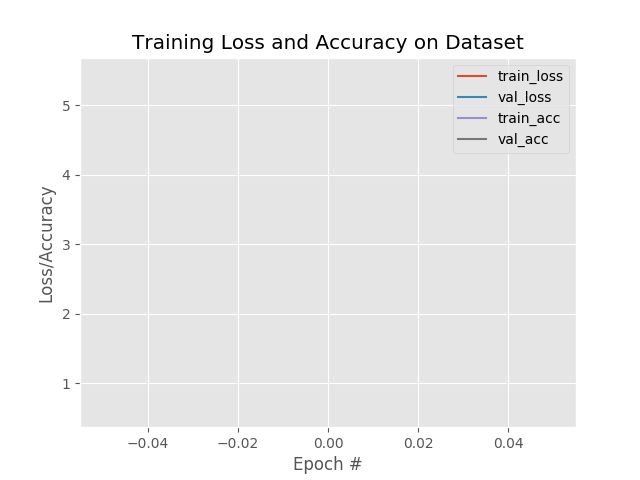 Training Loss and Accuracy on Dataset
train_loss
val_loss
train_acc
val_acc
Loss/Accuracy
5
4
3
2
1
−0.04 −0.02 0.00 0.02 0.04
Epoch #